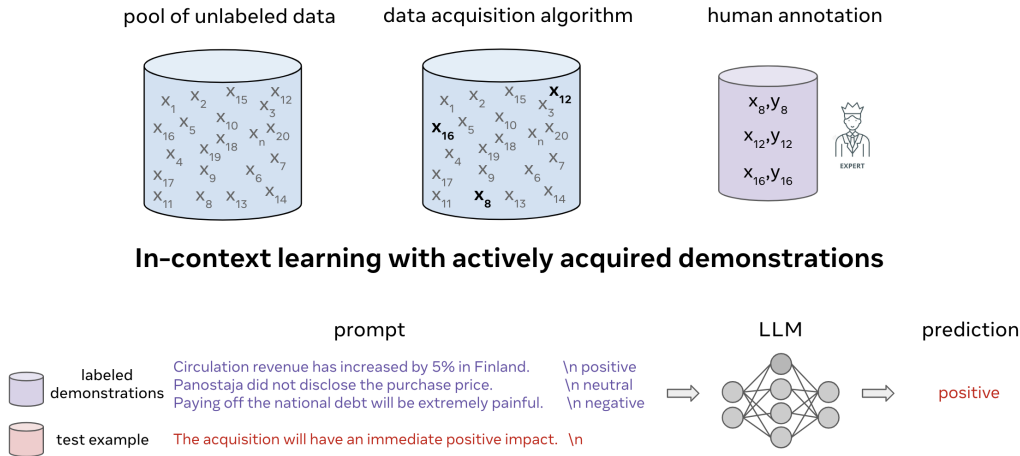 pool of unlabeled data
data acquisition algorithm
human annotation
x1 x2 x15 x12
x3
x16 x5 x10 xn x20
x18
x4 x19 x7
x17 x9 x6
x11 x8 x13 x14
x1 x2 x15 x12
x3
x16 x5 x10 xn x20
x18
x4 x19 x7
x17 x9 x6
x11 x8 x13 x14
x8,y8
x12,y12
x16,y16
EXPERT
In-context learning with actively acquired demonstrations
prompt
LLM
prediction
labeled
demonstrations
Circulation revenue has increased by 5% in Finland. \n positive
Panostaja did not disclose the purchase price. \n neutral
Paying off the national debt will be extremely painful. \n negative
positive
test example
The acquisition will have an immediate positive impact. \n